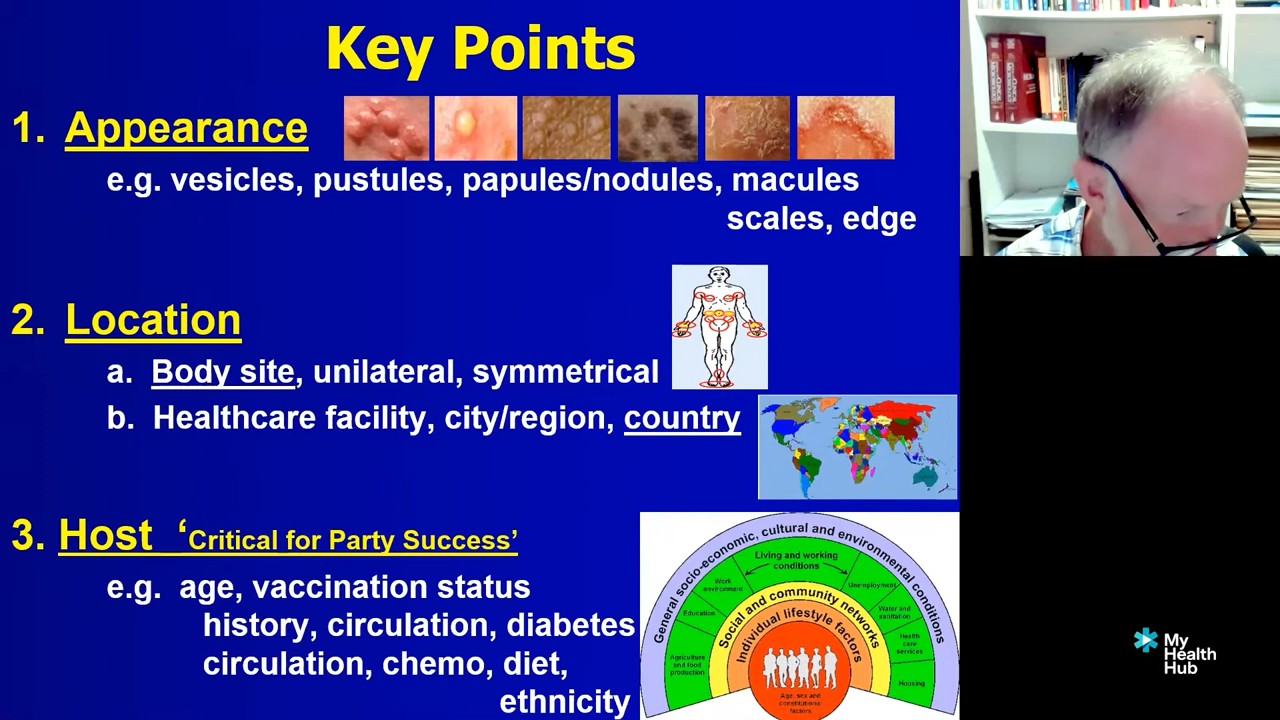 Key Points
1. Appearance
e.g. vesicles, pustules, papules/nodules, macules
scales, edge
2. Location
a. Body site, unilateral, symmetrical
b. Healthcare facility, city/region, country
3. Host ‘Critical for Party Success’
e.g. age, vaccination status
history, circulation, diabetes
circulation, chemo, diet,
ethnicity
General socio-economic, cultural and environmental conditions
Living and working
conditions
Work
environment
Unemployment
Education
Water and
sanitation
Agriculture
and food
production
Health
care
services
Housing
Social and community networks
Individual lifestyle factors
Age, sex and
constitutional
factors
My
Health
Hub